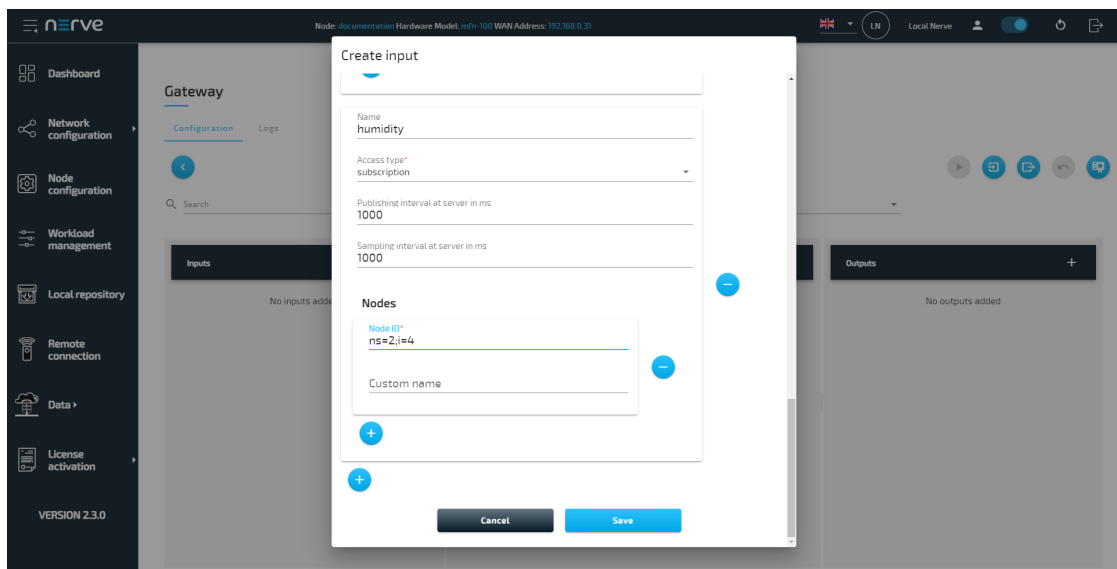 nerve
Node: documentation Hardware Model: mfn-100 WAN Address: 192.168.0.31
LN
Local Nerve
Dashboard
Network
configuration
Node
configuration
Workload
management
Local repository
Remote
connection
Data
License
activation
VERSION 2.3.0
Gateway
Configuration
Logs
Search
Inputs
No inputs adde
Outputs
+
No outputs added
Create input
Name
humidity
Access type*
subscription
Publishing interval at server in ms
1000
Sampling interval at server in ms
1000
Nodes
Node ID*
ns=2;i=4
Custom name
Cancel
Save